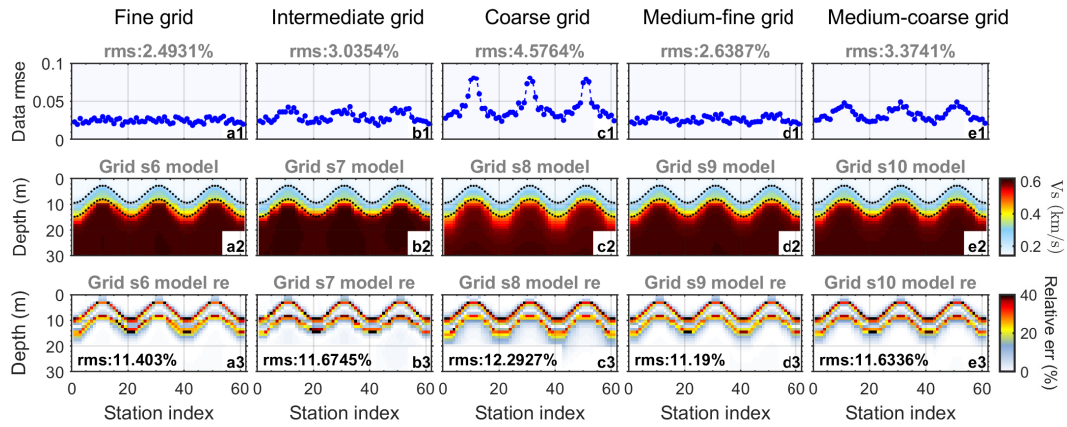 Fine grid Intermediate grid Coarse grid Medium-fine grid Medium-coarse grid
rms:2.4931% rms:3.0354% rms:4.5764% rms:2.6387% rms:3.3741%
Data rmse
0.1
0.05
0
a1 b1 c1 d1 e1
Grid s6 model Grid s7 model Grid s8 model Grid s9 model Grid s10 model
Depth (m)
0
10
20
30
a2 b2 c2 d2 e2
0.6
0.4
0.2
Vs (km/s)
Grid s6 model re Grid s7 model re Grid s8 model re Grid s9 model re Grid s10 model re
Depth (m)
0
10
20
30
rms:11.403% a3 rms:11.6745% b3 rms:12.2927% c3 rms:11.19% d3 rms:11.6336% e3
40
20
0
Relative err (%)
0 20 40 60 0 20 40 60 0 20 40 60 0 20 40 60 0 20 40 60
Station index Station index Station index Station index Station index